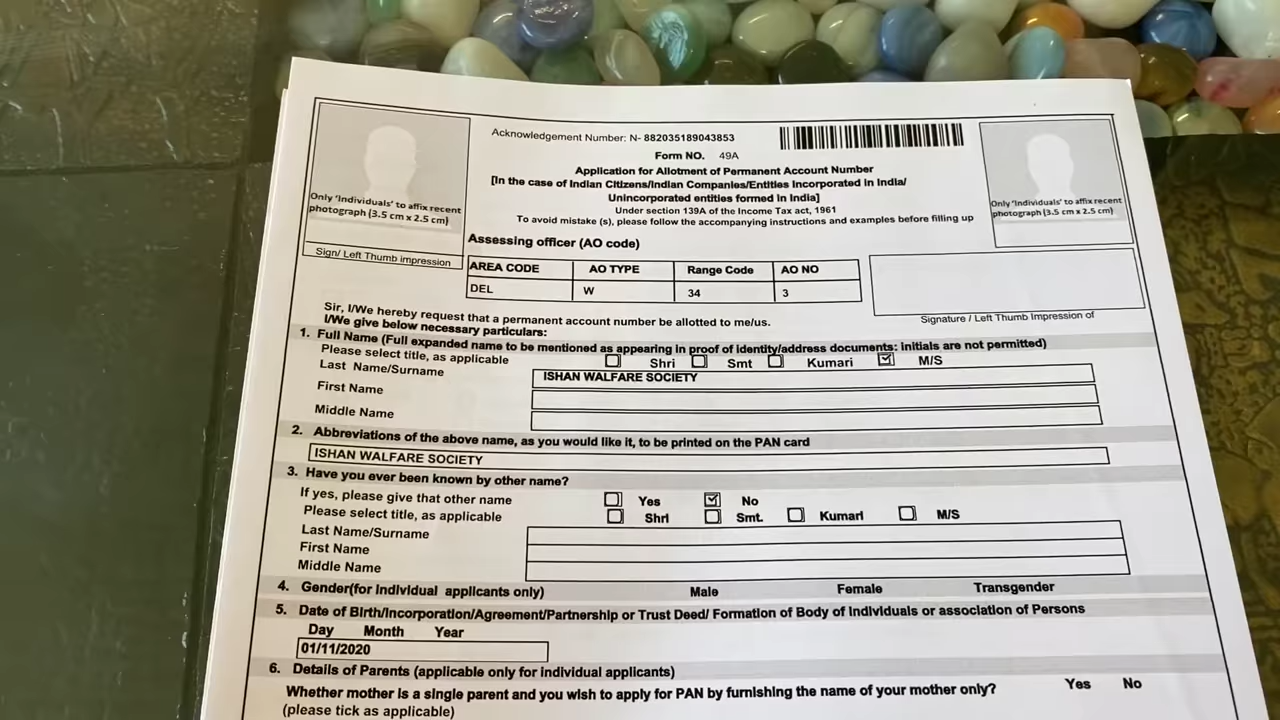 Acknowledgement Number: N- 882035189043853
Form NO. 49A
Application for Allotment of Permanent Account Number
[In the case of Indian Citizens/Indian Companies/Entities Incorporated in India/
Unincorporated entities formed in India]
Under section 139A of the Income Tax act, 1961
To avoid mistake (s), please follow the accompanying instructions and examples before filling up
Only 'Individuals' to affix recent
photograph (3.5 cm x 2.5 cm)
Only 'Individuals' to affix recent
photograph (3.5 cm x 2.5 cm)
Sign/ Left Thumb impression
Assessing officer (AO code)
AREA CODE AO TYPE Range Code AO NO
DEL W 34 3
Signature / Left Thumb Impression of
Sir, I/We hereby request that a permanent account number be allotted to me/us.
I/We give below necessary particulars:
1. Full Name (Full expanded name to be mentioned as appearing in proof of identity/address documents: initials are not permitted)
Please select title, as applicable Shri Smt Kumari M/S
Last Name/Surname ISHAN WALFARE SOCIETY
First Name
Middle Name
2. Abbreviations of the above name, as you would like it, to be printed on the PAN card
ISHAN WALFARE SOCIETY
3. Have you ever been known by other name?
If yes, please give that other name Yes No
Please select title, as applicable Shri Smt. Kumari M/S
Last Name/Surname
First Name
Middle Name
4. Gender(for individual applicants only) Male Female Transgender
5. Date of Birth/Incorporation/Agreement/Partnership or Trust Deed/ Formation of Body of Individuals or association of Persons
Day Month Year
01/11/2020
6. Details of Parents (applicable only for individual applicants)
Whether mother is a single parent and you wish to apply for PAN by furnishing the name of your mother only? Yes No
(please tick as applicable)